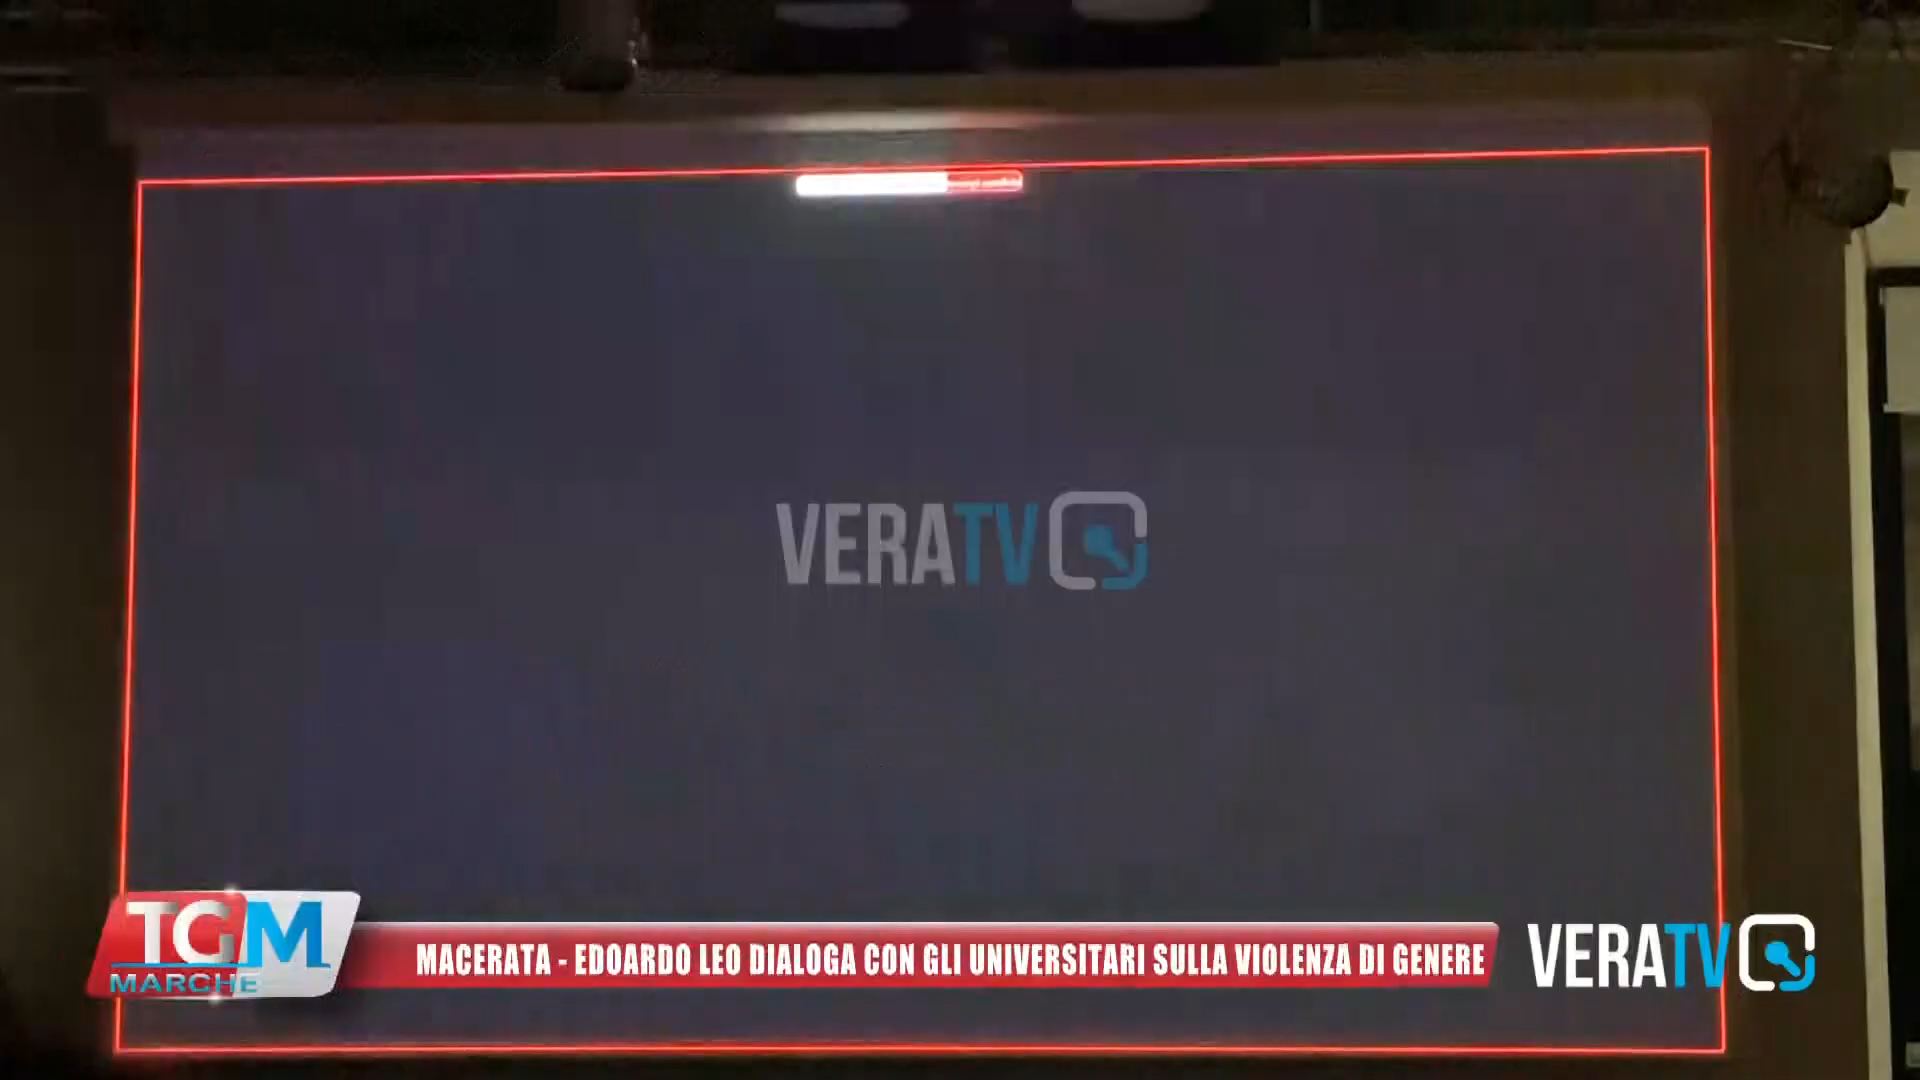 VERATV
TGM
MARCHE
MACERATA - EDOARDO LEO DIALOGA CON GLI UNIVERSITARI SULLA VIOLENZA DI GENERE
VERATV